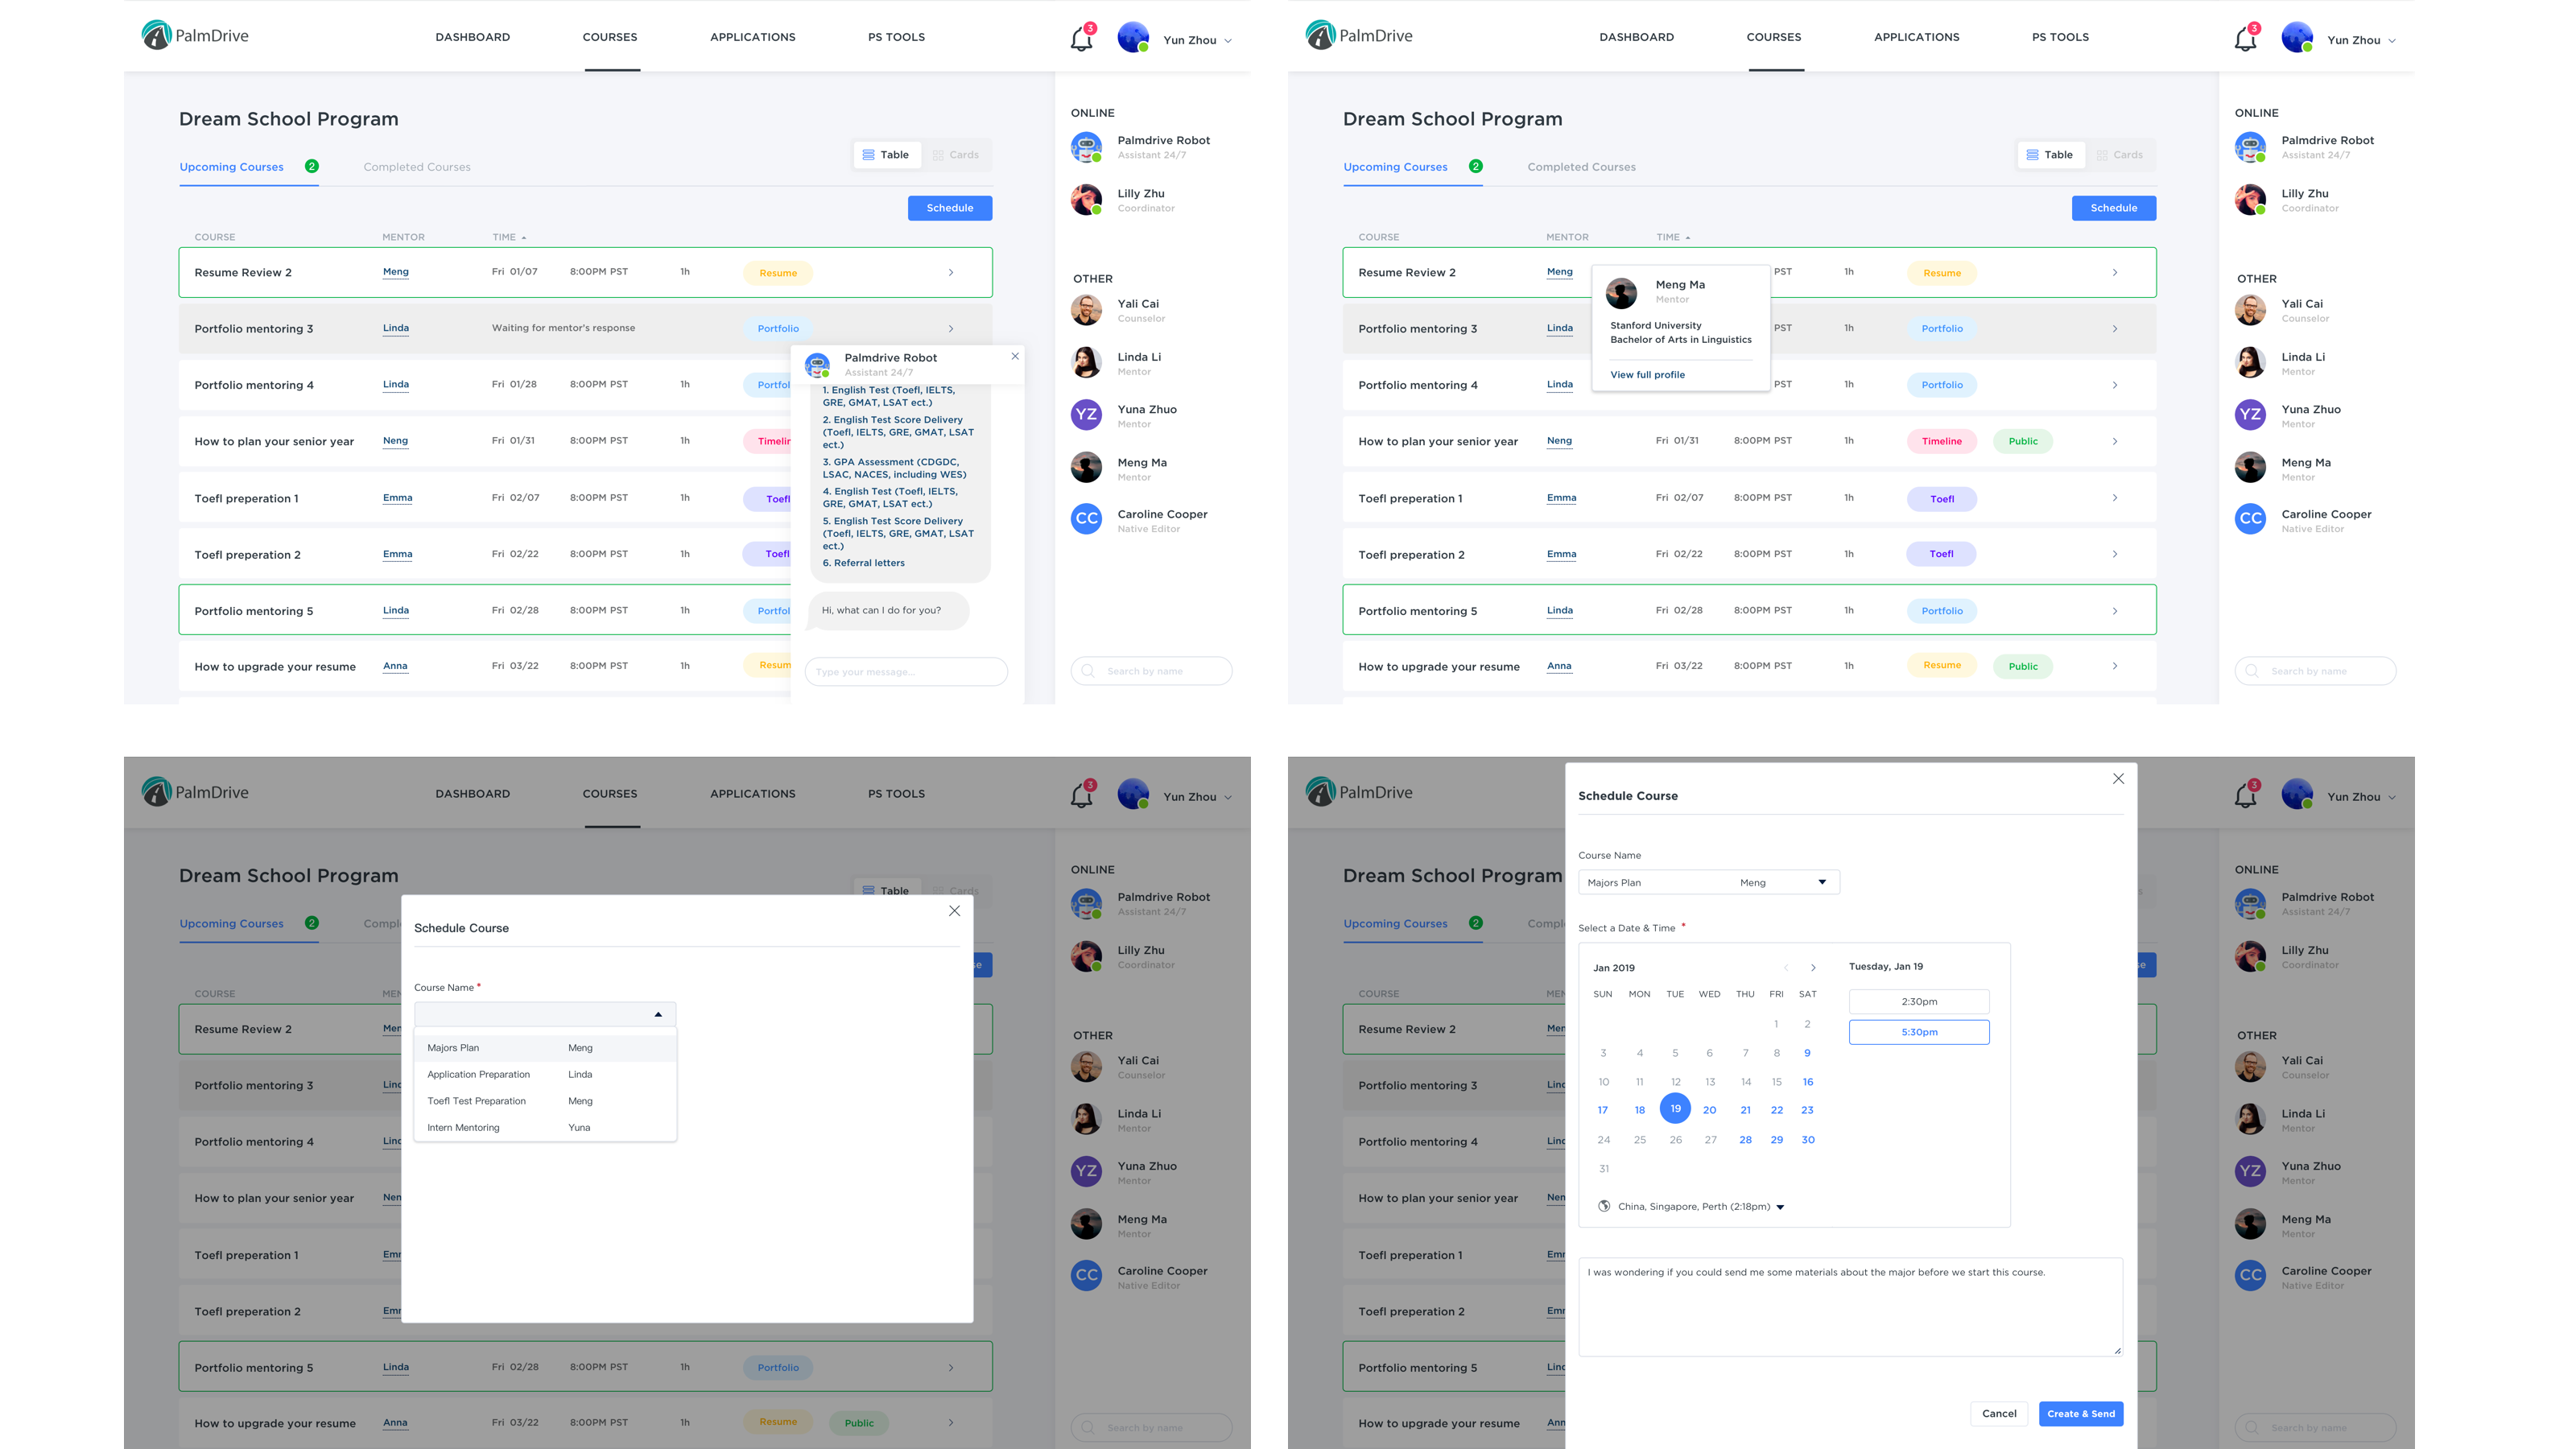 PalmDrive
DASHBOARD COURSES APPLICATIONS PS TOOLS
3
Yun Zhou
Dream School Program
Upcoming Courses 2 Completed Courses
Table Cards
Schedule
COURSE MENTOR TIME
Resume Review 2 Meng Fri 01/07 8:00PM PST 1h Resume
Portfolio mentoring 3 Linda Waiting for mentor's response Portfolio
Portfolio mentoring 4 Linda Fri 01/28 8:00PM PST 1h Portfol
How to plan your senior year Neng Fri 01/31 8:00PM PST 1h Timelin
Toefl preperation 1 Emma Fri 02/07 8:00PM PST 1h Toefl
Toefl preperation 2 Emma Fri 02/22 8:00PM PST 1h Toefl
Portfolio mentoring 5 Linda Fri 02/28 8:00PM PST 1h Portfol
How to upgrade your resume Anna Fri 03/22 8:00PM PST 1h Resum
Palmdrive Robot
Assistant 24/7
1. English Test (Toefl, IELTS,
GRE, GMAT, LSAT ect.)
2. English Test Score Delivery
(Toefl, IELTS, GRE, GMAT, LSAT
ect.)
3. GPA Assessment (CDGDC,
LSAC, NACES, including WES)
4. English Test (Toefl, IELTS,
GRE, GMAT, LSAT ect.)
5. English Test Score Delivery
(Toefl, IELTS, GRE, GMAT, LSAT
ect.)
6. Referral letters
Hi, what can I do for you?
Type your message...
ONLINE
Palmdrive Robot
Assistant 24/7
Lilly Zhu
Coordinator
OTHER
Yali Cai
Counselor
Linda Li
Mentor
YZ Yuna Zhuo
Mentor
Meng Ma
Mentor
CC Caroline Cooper
Native Editor
Search by name
PalmDrive
DASHBOARD COURSES APPLICATIONS PS TOOLS
3
Yun Zhou
Dream School Program
Upcoming Courses 2 Completed Courses
Table Cards
Schedule
COURSE MENTOR TIME
Resume Review 2 Meng PST 1h Resume
Portfolio mentoring 3 Linda PST 1h Portfolio
Portfolio mentoring 4 Linda PST 1h Portfolio
How to plan your senior year Neng Fri 01/31 8:00PM PST 1h Timeline Public
Toefl preperation 1 Emma Fri 02/07 8:00PM PST 1h Toefl
Toefl preperation 2 Emma Fri 02/22 8:00PM PST 1h Toefl
Portfolio mentoring 5 Linda Fri 02/28 8:00PM PST 1h Portfolio
How to upgrade your resume Anna Fri 03/22 8:00PM PST 1h Resume Public
Meng Ma
Mentor
Stanford University
Bachelor of Arts in Linguistics
View full profile
ONLINE
Palmdrive Robot
Assistant 24/7
Lilly Zhu
Coordinator
OTHER
Yali Cai
Counselor
Linda Li
Mentor
YZ Yuna Zhuo
Mentor
Meng Ma
Mentor
CC Caroline Cooper
Native Editor
Search by name
PalmDrive
DASHBOARD COURSES APPLICATIONS PS TOOLS
3
Yun Zhou
Dream School Program
Upcoming Courses 2 Compl
Table Cards
se
COURSE MEN
Resume Review 2 Men
Portfolio mentoring 3 Linc
Portfolio mentoring 4 Linc
How to plan your senior year Nen
Toefl preperation 1 Emr
Toefl preperation 2 Emr
Portfolio mentoring 5 Linda Fri 02/28 8:00PM PST 1h Portfolio
How to upgrade your resume Anna Fri 03/22 8:00PM PST 1h Resume Public
Schedule Course
Course Name *
Majors Plan Meng
Application Preparation Linda
Toefl Test Preparation Meng
Intern Mentoring Yuna
ONLINE
Palmdrive Robot
Assistant 24/7
Lilly Zhu
Coordinator
OTHER
Yali Cai
Counselor
Linda Li
Mentor
YZ Yuna Zhuo
Mentor
Meng Ma
Mentor
CC Caroline Cooper
Native Editor
Search by name
PalmDrive
3
Yun Zhou
Dream School Program
Upcoming Courses 2 Compl
s
se
COURSE MEN
Resume Review 2 Men
Portfolio mentoring 3 Linc
Portfolio mentoring 4 Linc
How to plan your senior year Nen
Toefl preperation 1 Emr
Toefl preperation 2 Emr
Portfolio mentoring 5 Linc
How to upgrade your resume Ann
Schedule Course
Course Name
Majors Plan Meng
Select a Date & Time *
Jan 2019
SUN MON TUE WED THU FRI SAT
1 2
3 4 5 6 7 8 9
10 11 12 13 14 15 16
17 18 19 20 21 22 23
24 25 26 27 28 29 30
31
Tuesday, Jan 19
2:30pm
5:30pm
China, Singapore, Perth (2:18pm)
I was wondering if you could send me some materials about the major before we start this course.
Cancel Create & Send
ONLINE
Palmdrive Robot
Assistant 24/7
Lilly Zhu
Coordinator
OTHER
Yali Cai
Counselor
Linda Li
Mentor
YZ Yuna Zhuo
Mentor
Meng Ma
Mentor
CC Caroline Cooper
Native Editor
Search by name